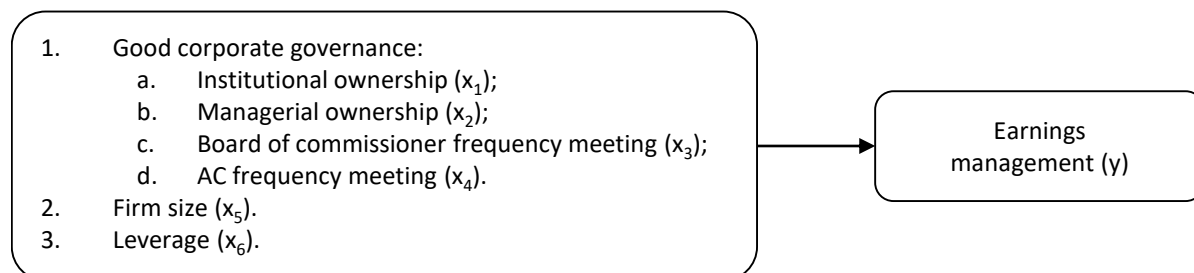 1. Good corporate governance:
a. Institutional ownership (x₁);
b. Managerial ownership (x₂);
c. Board of commissioner frequency meeting (x₃);
d. AC frequency meeting (x₄).
2. Firm size (x₅).
3. Leverage (x₆).
Earnings
management (y)